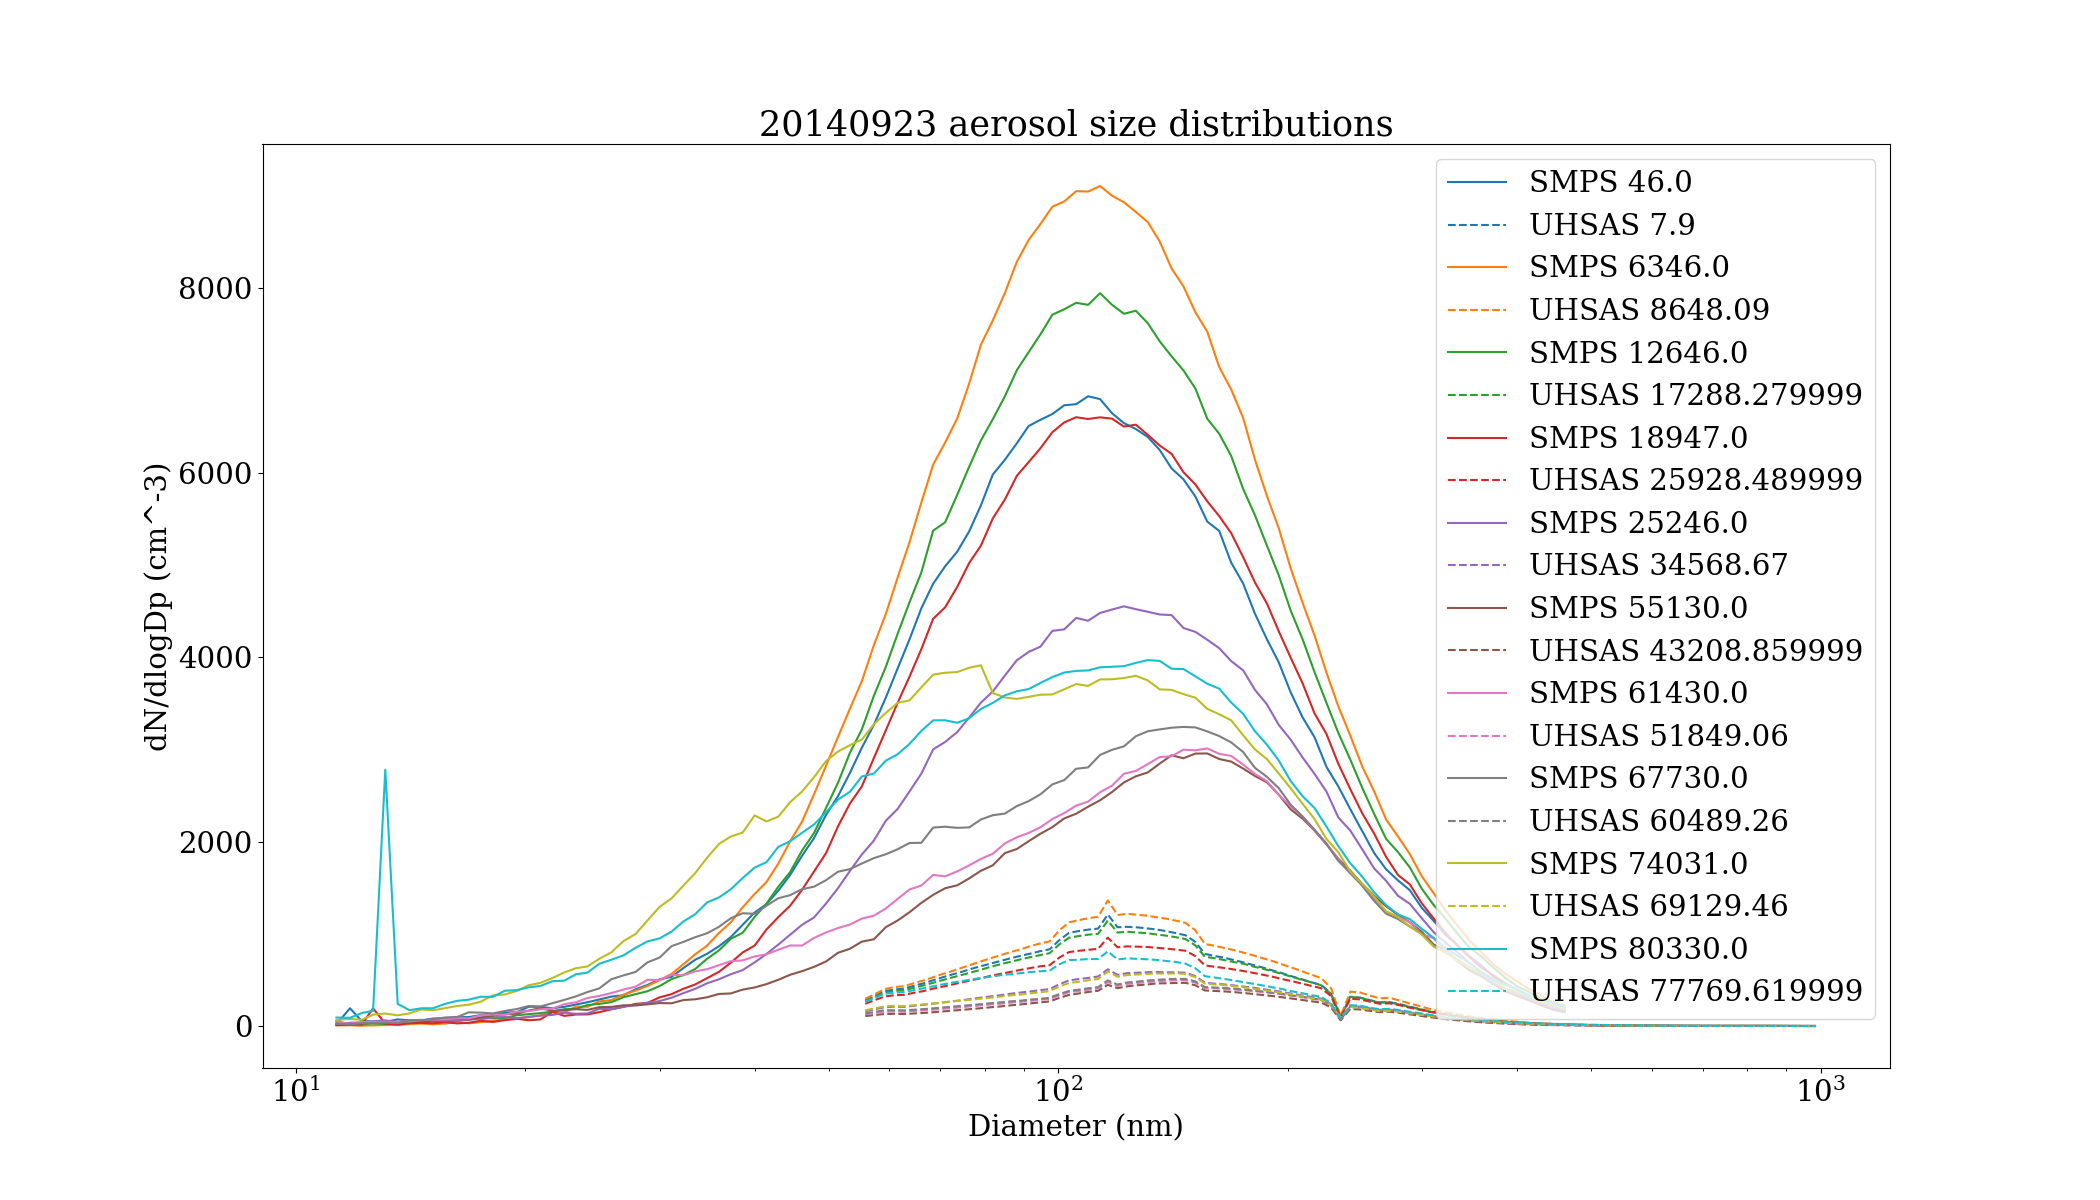 20140923 aerosol size distributions
SMPS 46.0
UHSAS 7.9
SMPS 6346.0
UHSAS 8648.09
SMPS 12646.0
UHSAS 17288.279999
SMPS 18947.0
UHSAS 25928.489999
SMPS 25246.0
UHSAS 34568.67
SMPS 55130.0
UHSAS 43208.859999
SMPS 61430.0
UHSAS 51849.06
SMPS 67730.0
UHSAS 60489.26
SMPS 74031.0
UHSAS 69129.46
SMPS 80330.0
UHSAS 77769.619999
dN/dlogDp (cm^-3)
8000
6000
4000
2000
0
10¹ 10² 10³
Diameter (nm)